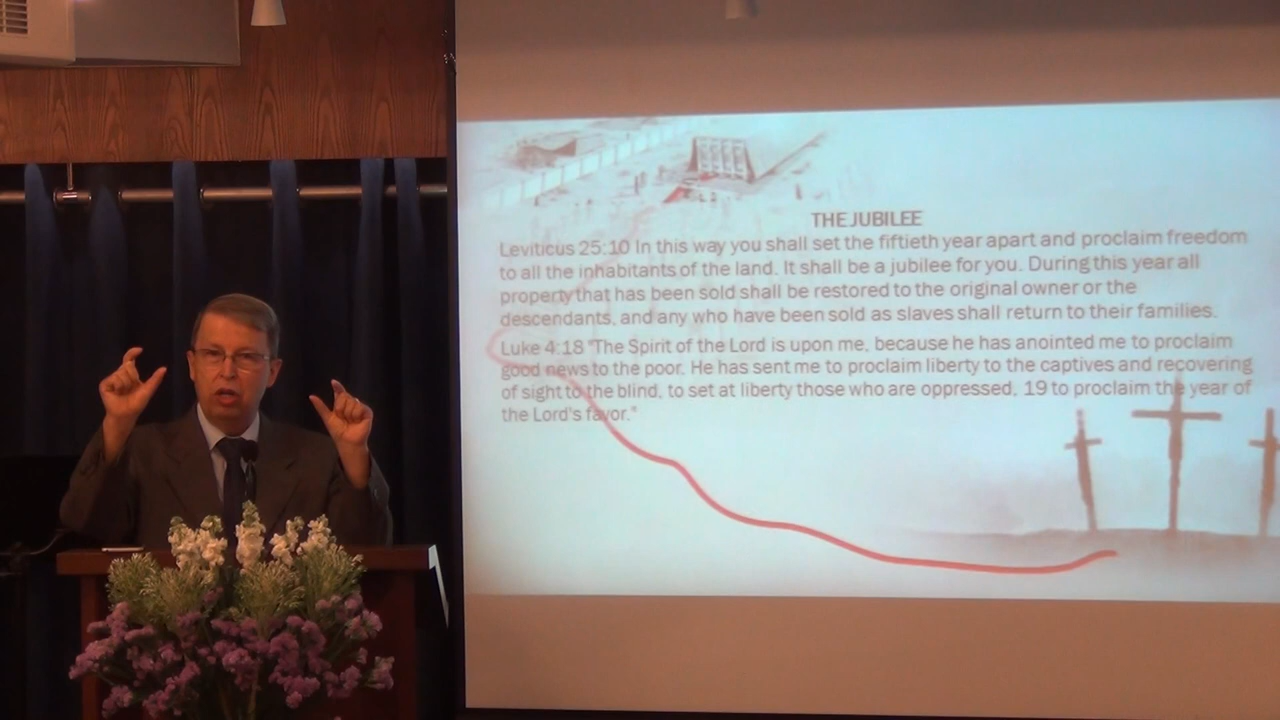 THE JUBILEE
Leviticus 25:10 In this way you shall set the fiftieth year apart and proclaim freedom
to all the inhabitants of the land. It shall be a jubilee for you. During this year all
property that has been sold shall be restored to the original owner or the
descendants, and any who have been sold as slaves shall return to their families.
Luke 4:18 "The Spirit of the Lord is upon me, because he has anointed me to proclaim
good news to the poor. He has sent me to proclaim liberty to the captives and recovering
of sight to the blind, to set at liberty those who are oppressed, 19 to proclaim the year of
the Lord's favor."